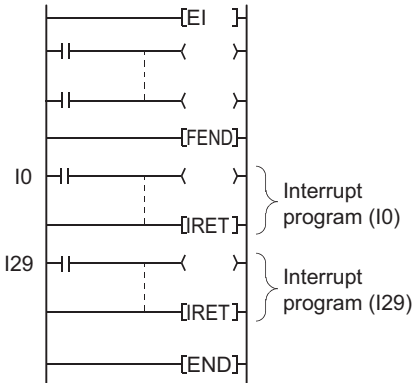 [EI ]
[FEND]
I0
Interrupt
program (I0)
[IRET]
I29
Interrupt
program (I29)
[IRET]
[END]